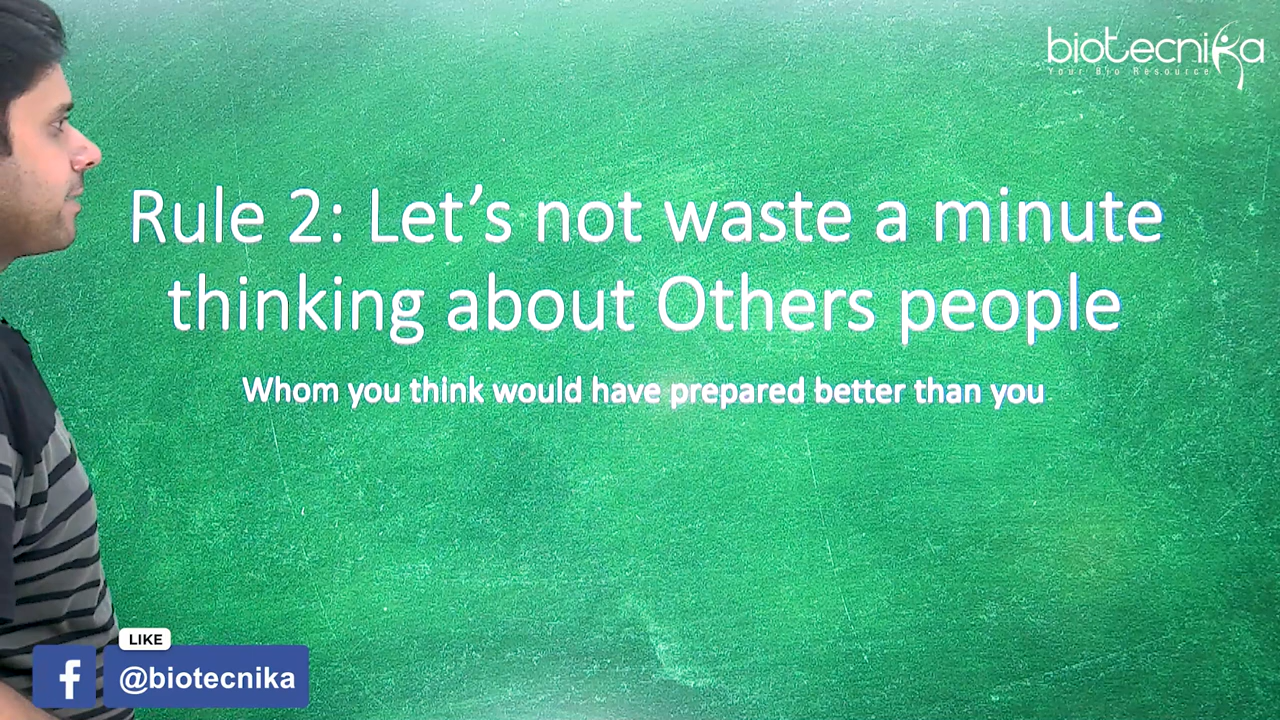 biotecnika
Your Bio Resource
Rule 2: Let's not waste a minute
thinking about Others people
Whom you think would have prepared better than you
LIKE
f @biotecnika